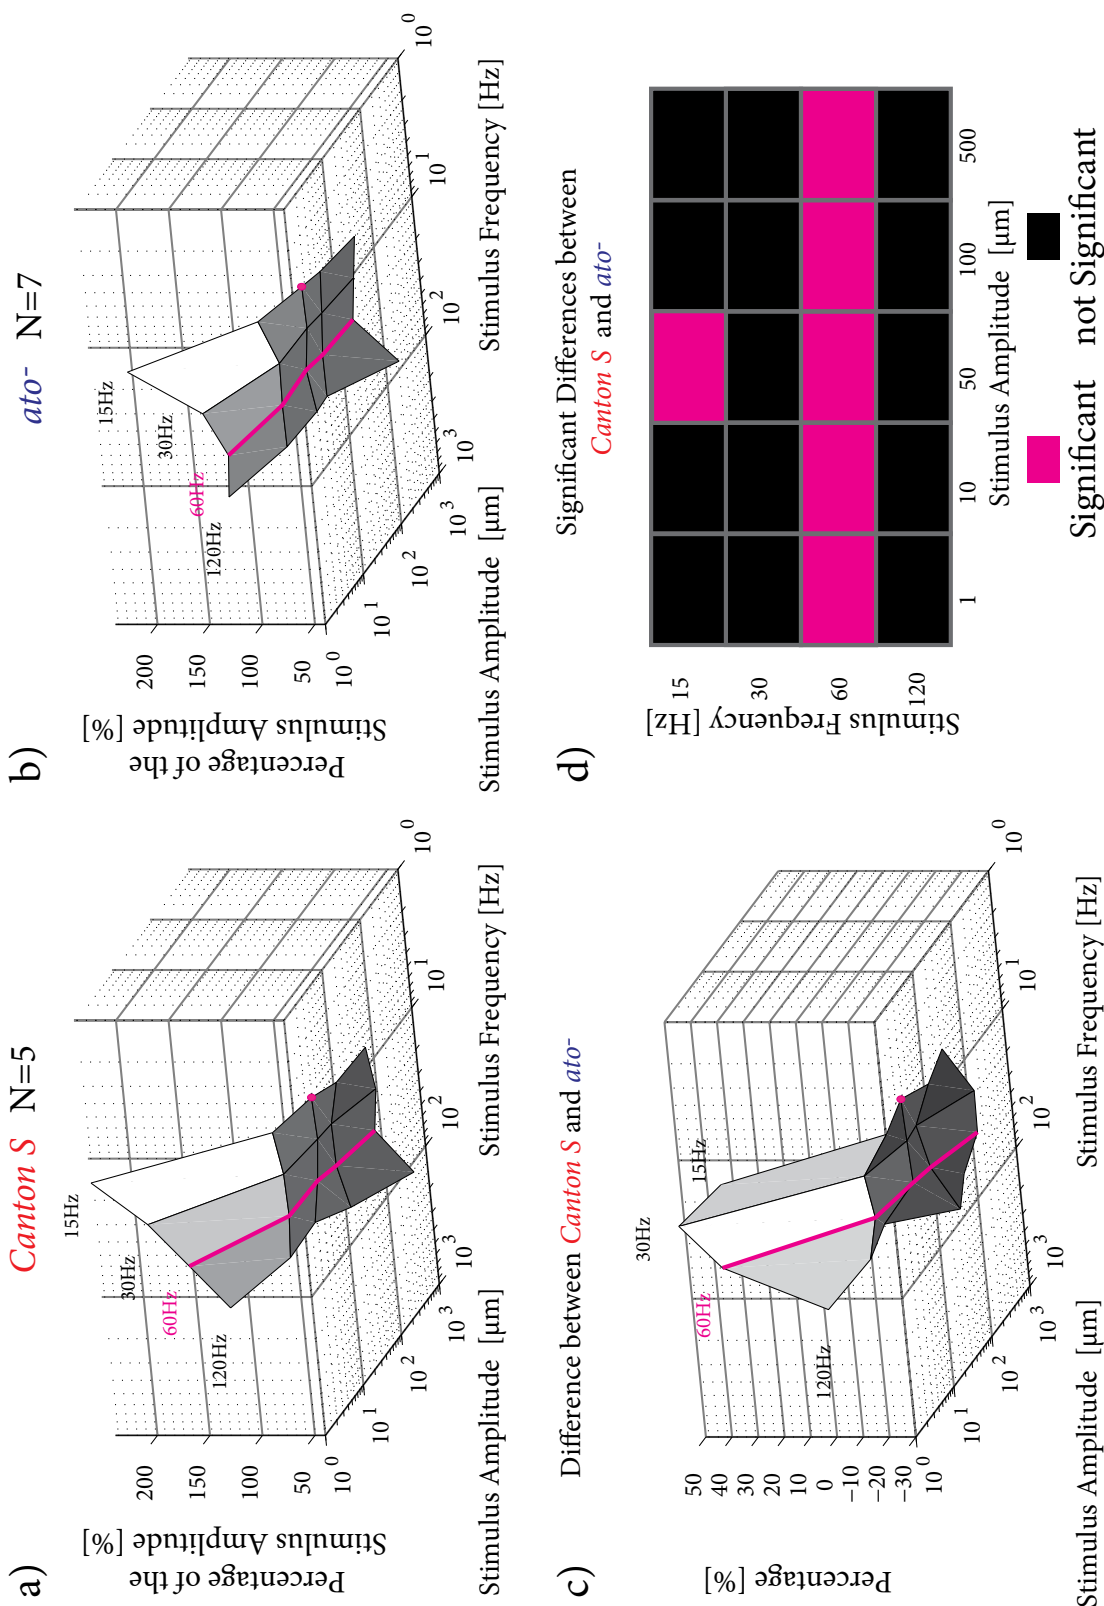 a)
Canton S N=5
Percentage of the
Stimulus Amplitude [%]
200
150
100
50
15Hz
30Hz
60Hz
120Hz
10 0
10 1
10 2
10 3
Stimulus Amplitude [µm]
10 3
10 2
10 1
10 0
Stimulus Frequency [Hz]
b)
ato- N=7
Percentage of the
Stimulus Amplitude [%]
200
150
100
50
15Hz
30Hz
60Hz
120Hz
10 0
10 1
10 2
10 3
Stimulus Amplitude [µm]
10 3
10 2
10 1
10 0
Stimulus Frequency [Hz]
c)
Difference between Canton S and ato-
Percentage [%]
50
40
30
20
10
0
−10
−20
−30
30Hz
15Hz
60Hz
120Hz
10 0
10 1
10 2
10 3
Stimulus Amplitude [µm]
10 3
10 2
10 1
10 0
Stimulus Frequency [Hz]
d)
Significant Differences between
Canton S and ato-
Stimulus Frequency [Hz]
15
30
60
120
1 10 50 100 500
Stimulus Amplitude [µm]
Significant not Significant